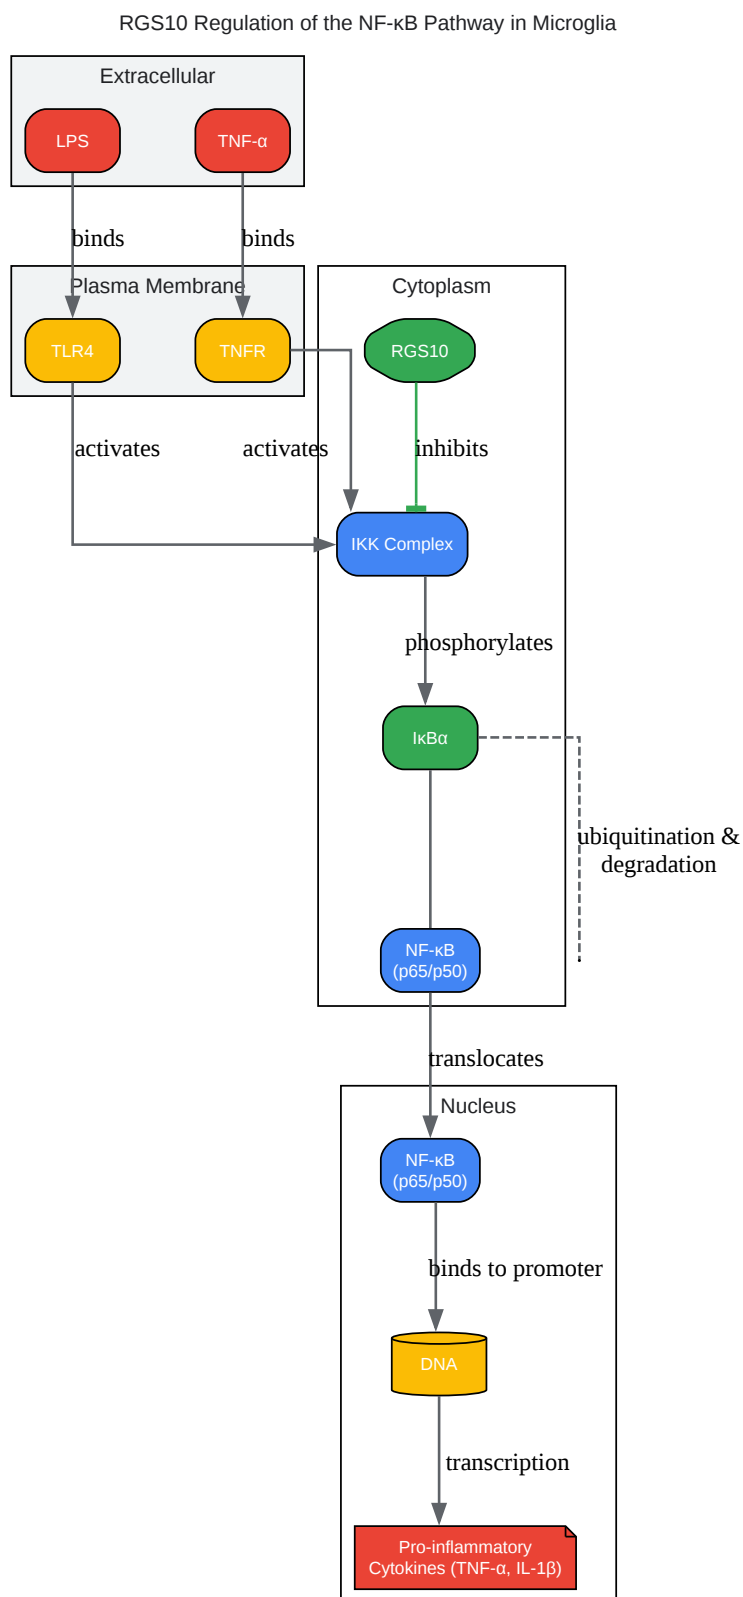 RGS10 Regulation of the NF-κB Pathway in Microglia
Extracellular
LPS
TNF-α
binds
binds
Plasma Membrane
Cytoplasm
TLR4
TNFR
RGS10
activates
activates
inhibits
IKK Complex
phosphorylates
IκBα
ubiquitination &
degradation
NF-κB
(p65/p50)
translocates
Nucleus
NF-κB
(p65/p50)
binds to promoter
DNA
transcription
Pro-inflammatory
Cytokines (TNF-α, IL-1β)